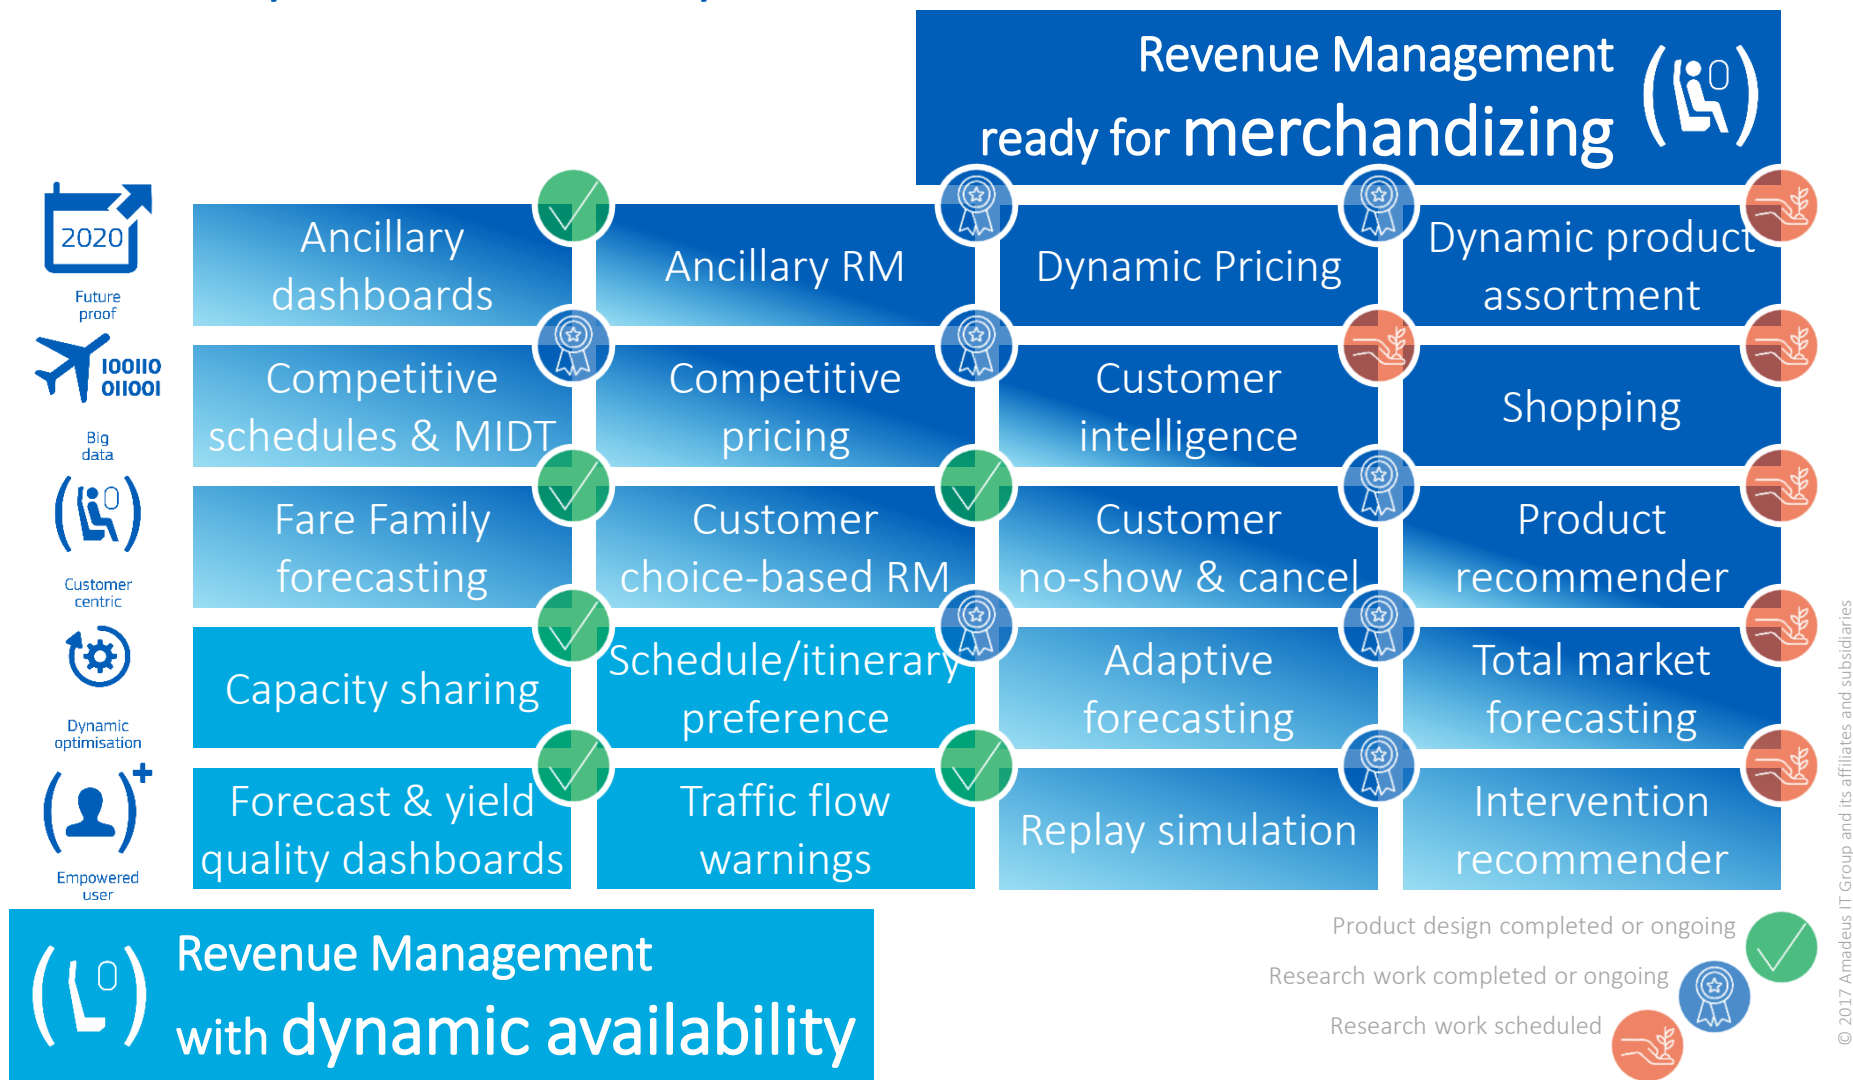 Revenue Management
ready for merchandizing
2020
Future
proof
Ancillary
dashboards
Ancillary RM
Dynamic Pricing
Dynamic product
assortment
100110
011001
Big
data
Competitive
schedules & MIDT
Competitive
pricing
Customer
intelligence
Shopping
Customer
centric
Fare Family
forecasting
Customer
choice-based RM
Customer
no-show & cancel
Product
recommender
Dynamic
optimisation
Capacity sharing
Schedule/itinerary
preference
Adaptive
forecasting
Total market
forecasting
Empowered
user
Forecast & yield
quality dashboards
Traffic flow
warnings
Replay simulation
Intervention
recommender
Revenue Management
with dynamic availability
Product design completed or ongoing
Research work completed or ongoing
Research work scheduled
© 2017 Amadeus IT Group and its affiliates and subsidiaries